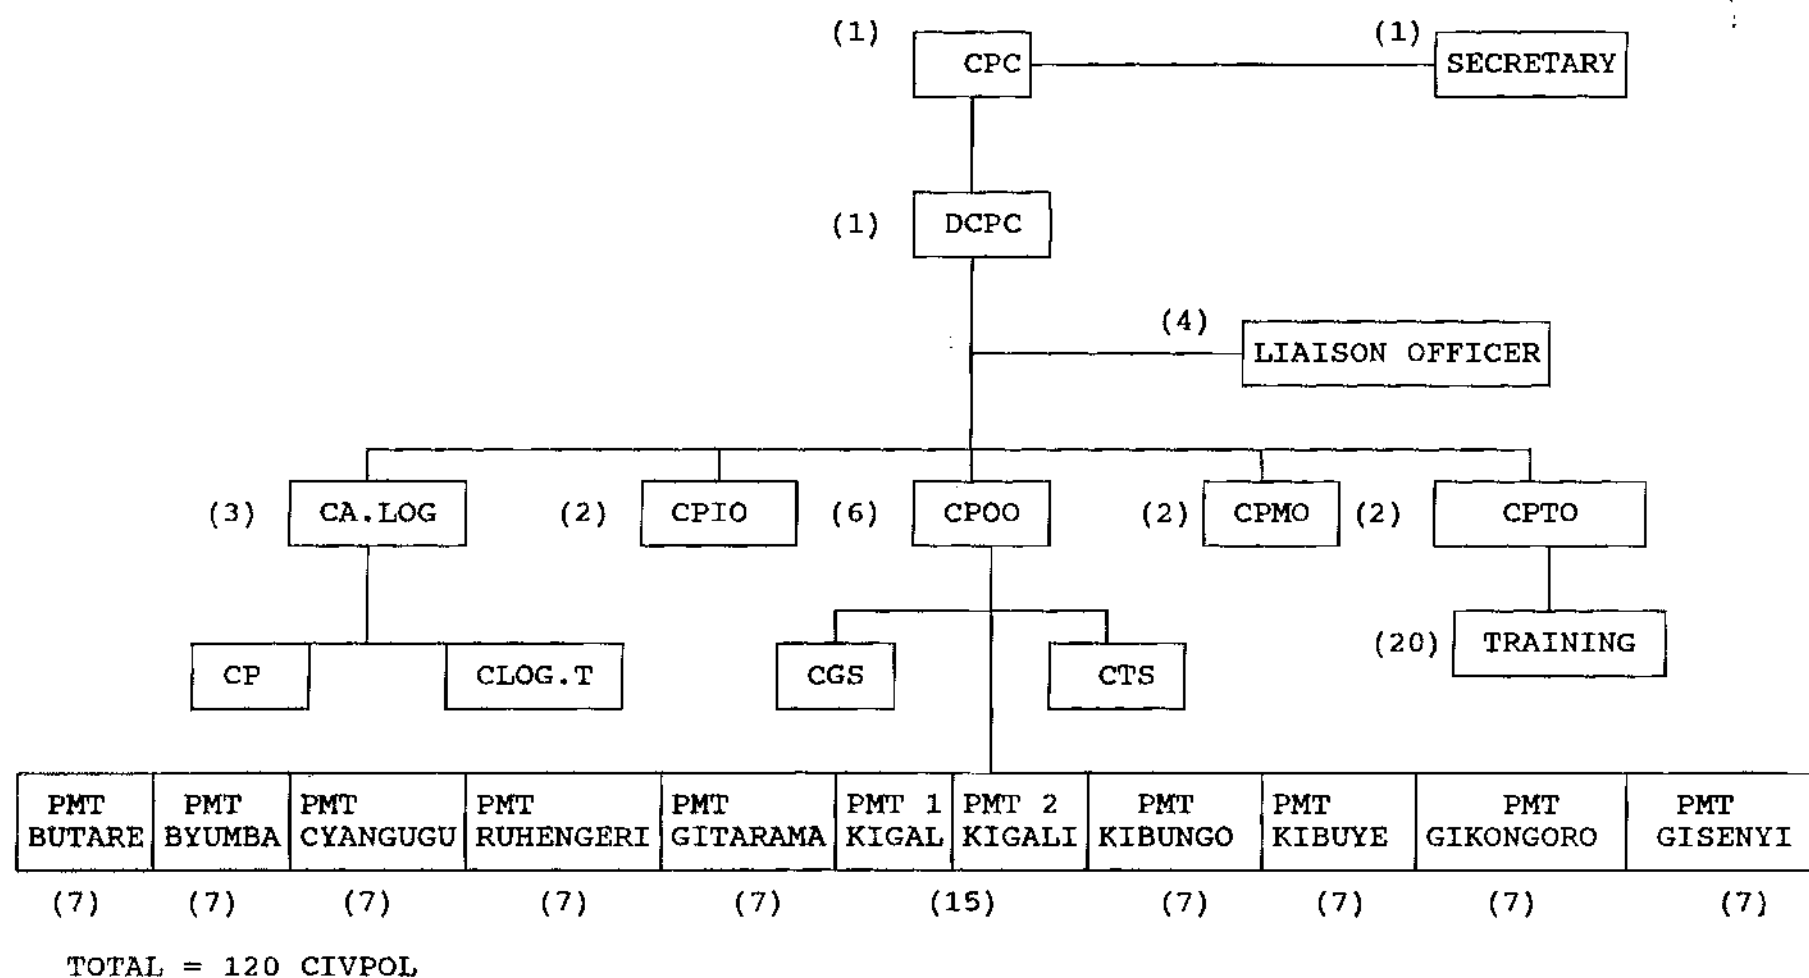 (1) CPC (1) SECRETARY
(1) DCPC
(4) LIAISON OFFICER
(3) CA.LOG (2) CPIO (6) CPOO (2) CPMO (2) CPTO
(20) TRAINING
CP CLOG.T CGS CTS
PMT PMT PMT PMT PMT PMT 1 PMT 2 PMT PMT PMT PMT
BUTARE BYUMBA CYANGUGU RUHENGERI GITARAMA KIGAL KIGALI KIBUNGO KIBUYE GIKONGORO GISENYI
(7) (7) (7) (7) (7) (15) (7) (7) (7) (7)
TOTAL = 120 CIVPOL